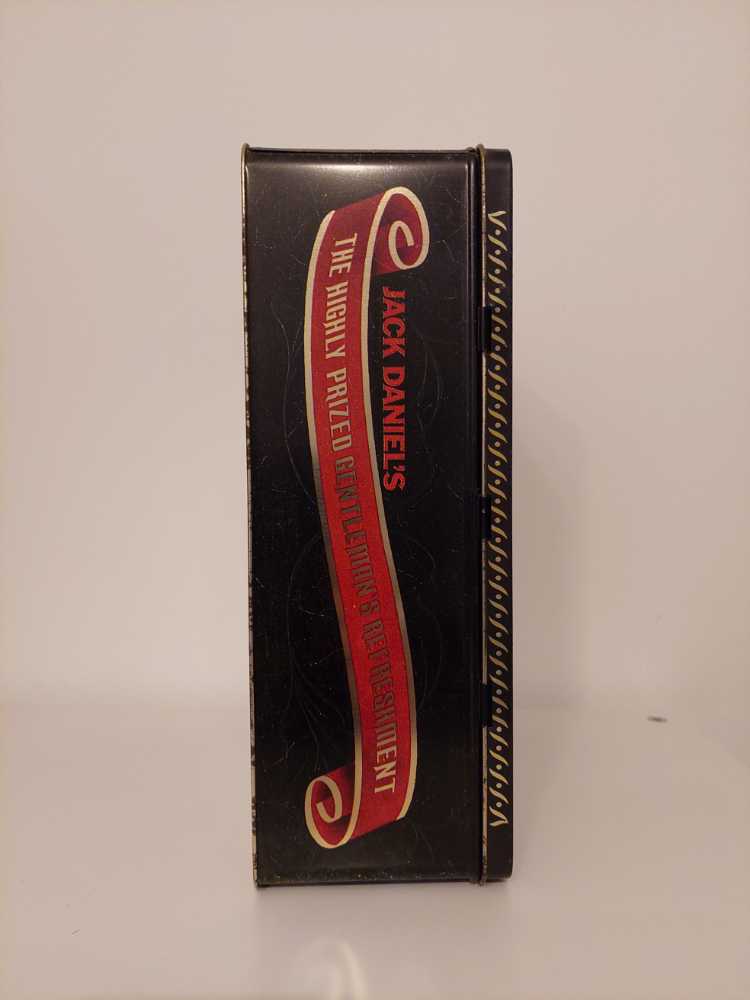 JACK DANIEL'S
THE HIGHLY PRIZED GENTLEMAN'S REFRESHMENT